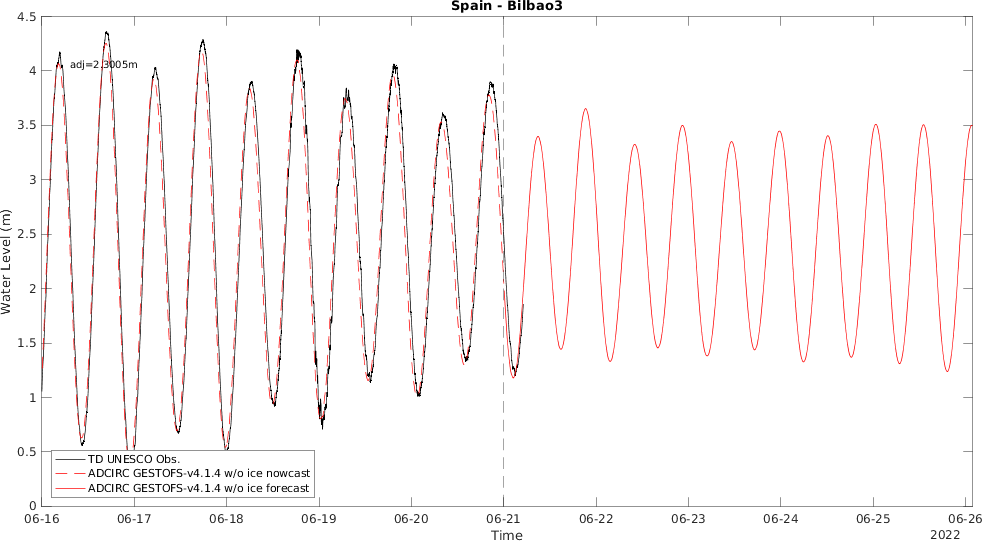 Spain - Bilbao3
4.5
4
3.5
3
2.5
2
1.5
1
0.5
0
Water Level (m)
adj=2.3005m
TD UNESCO Obs.
ADCIRC GESTOFS-v4.1.4 w/o ice nowcast
ADCIRC GESTOFS-v4.1.4 w/o ice forecast
06-16 06-17 06-18 06-19 06-20 06-21 06-22 06-23 06-24 06-25 06-26
Time
2022